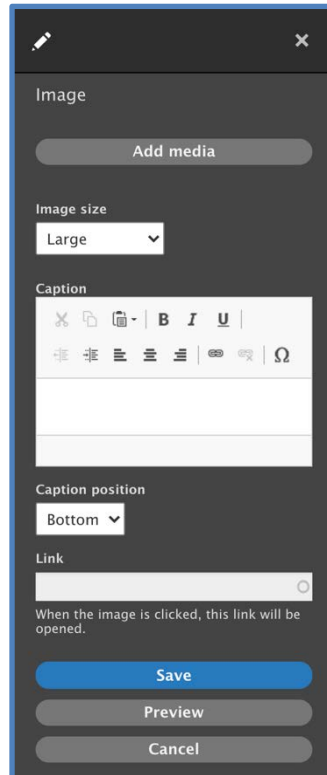 Image
Add media
Image size
Large
Caption
B I U
Ω
Caption position
Bottom
Link
When the image is clicked, this link will be
opened.
Save
Preview
Cancel